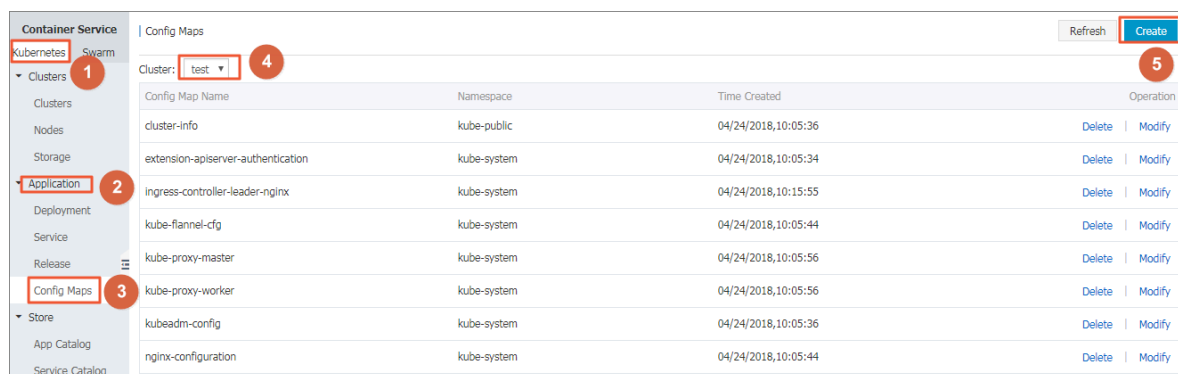 Container Service
Kubernetes Swarm
1
Clusters
Clusters
Nodes
Storage
Application
2
Deployment
Service
Release
Config Maps
3
Store
App Catalog
Service Catalog
Config Maps
Refresh Create
5
Cluster: test
4
Config Map Name Namespace Time Created Operation
cluster-info kube-public 04/24/2018,10:05:36 Delete | Modify
extension-apiserver-authentication kube-system 04/24/2018,10:05:34 Delete | Modify
ingress-controller-leader-nginx kube-system 04/24/2018,10:15:55 Delete | Modify
kube-flannel-cfg kube-system 04/24/2018,10:05:44 Delete | Modify
kube-proxy-master kube-system 04/24/2018,10:05:56 Delete | Modify
kube-proxy-worker kube-system 04/24/2018,10:05:56 Delete | Modify
kubeadm-config kube-system 04/24/2018,10:05:36 Delete | Modify
nginx-configuration kube-system 04/24/2018,10:05:44 Delete | Modify